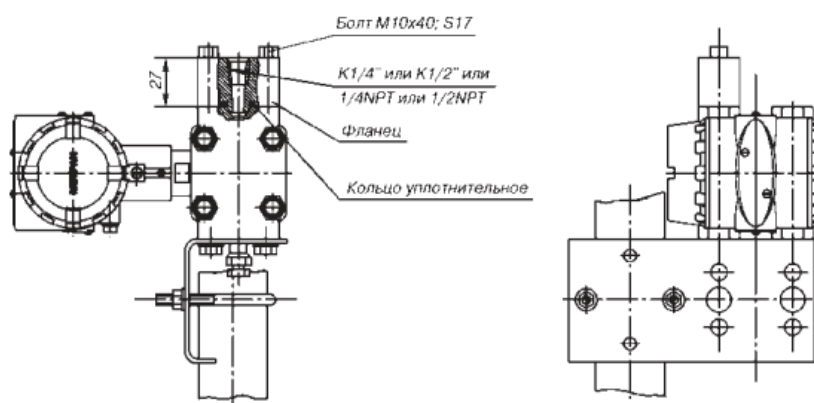 Болт М10х40; S17
27
К1/4" или К1/2" или
1/4NPT или 1/2NPT
Фланец
Кольцо уплотнительное